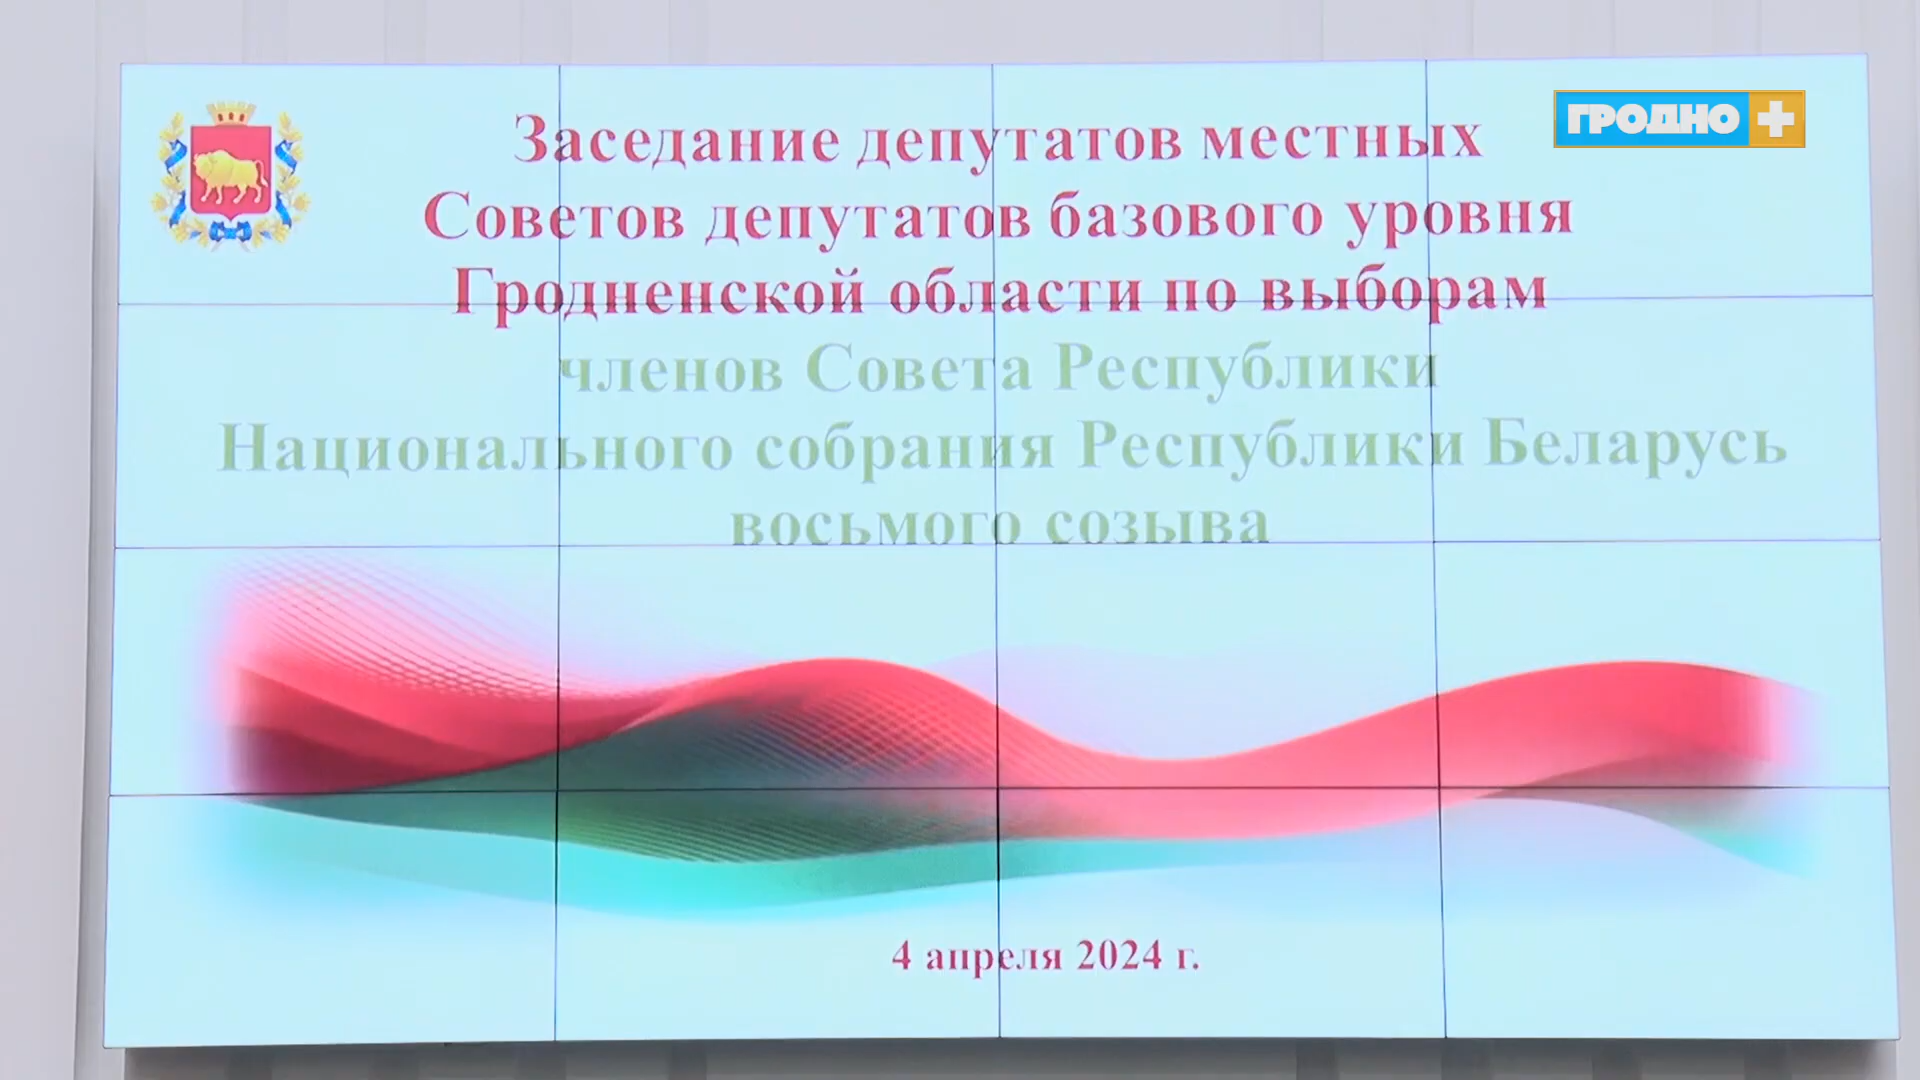 ГРОДНО +
Заседание депутатов местных
Советов депутатов базового уровня
Гродненской области по выборам
членов Совета Республики
Национального собрания Республики Беларусь
восьмого созыва
4 апреля 2024 г.